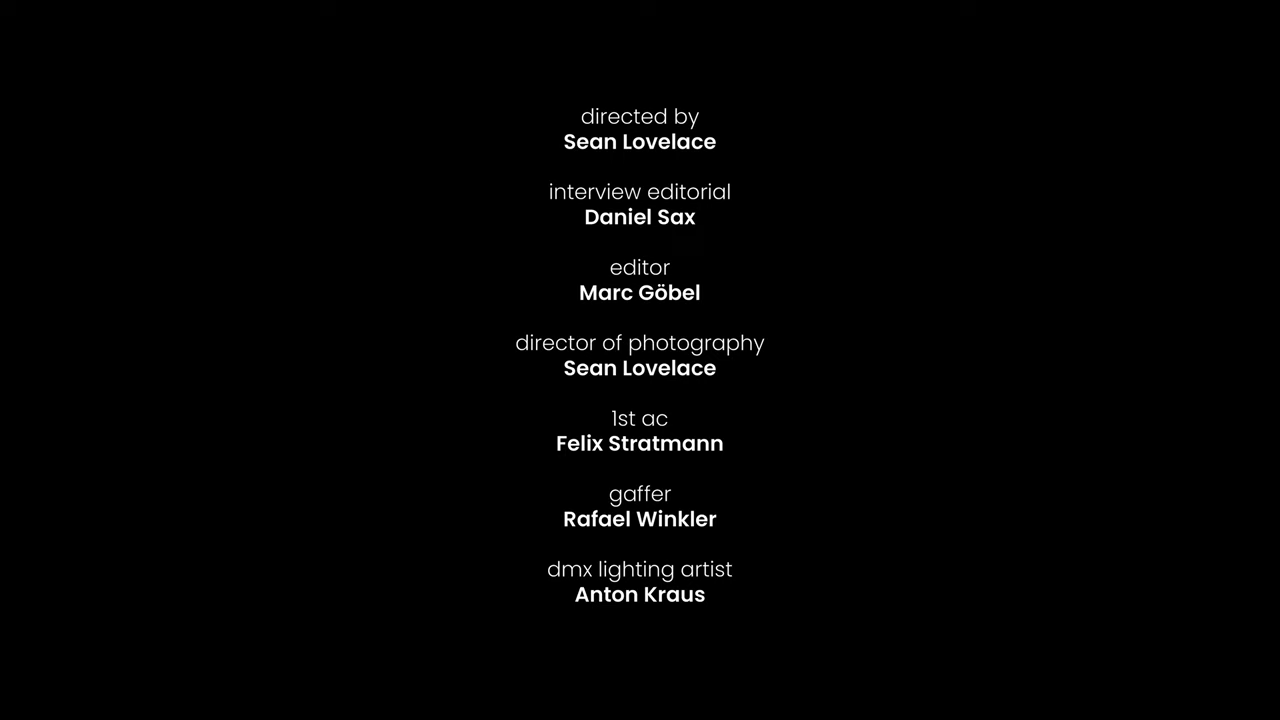 directed by
Sean Lovelace
interview editorial
Daniel Sax
editor
Marc Göbel
director of photography
Sean Lovelace
1st ac
Felix Stratmann
gaffer
Rafael Winkler
dmx lighting artist
Anton Kraus